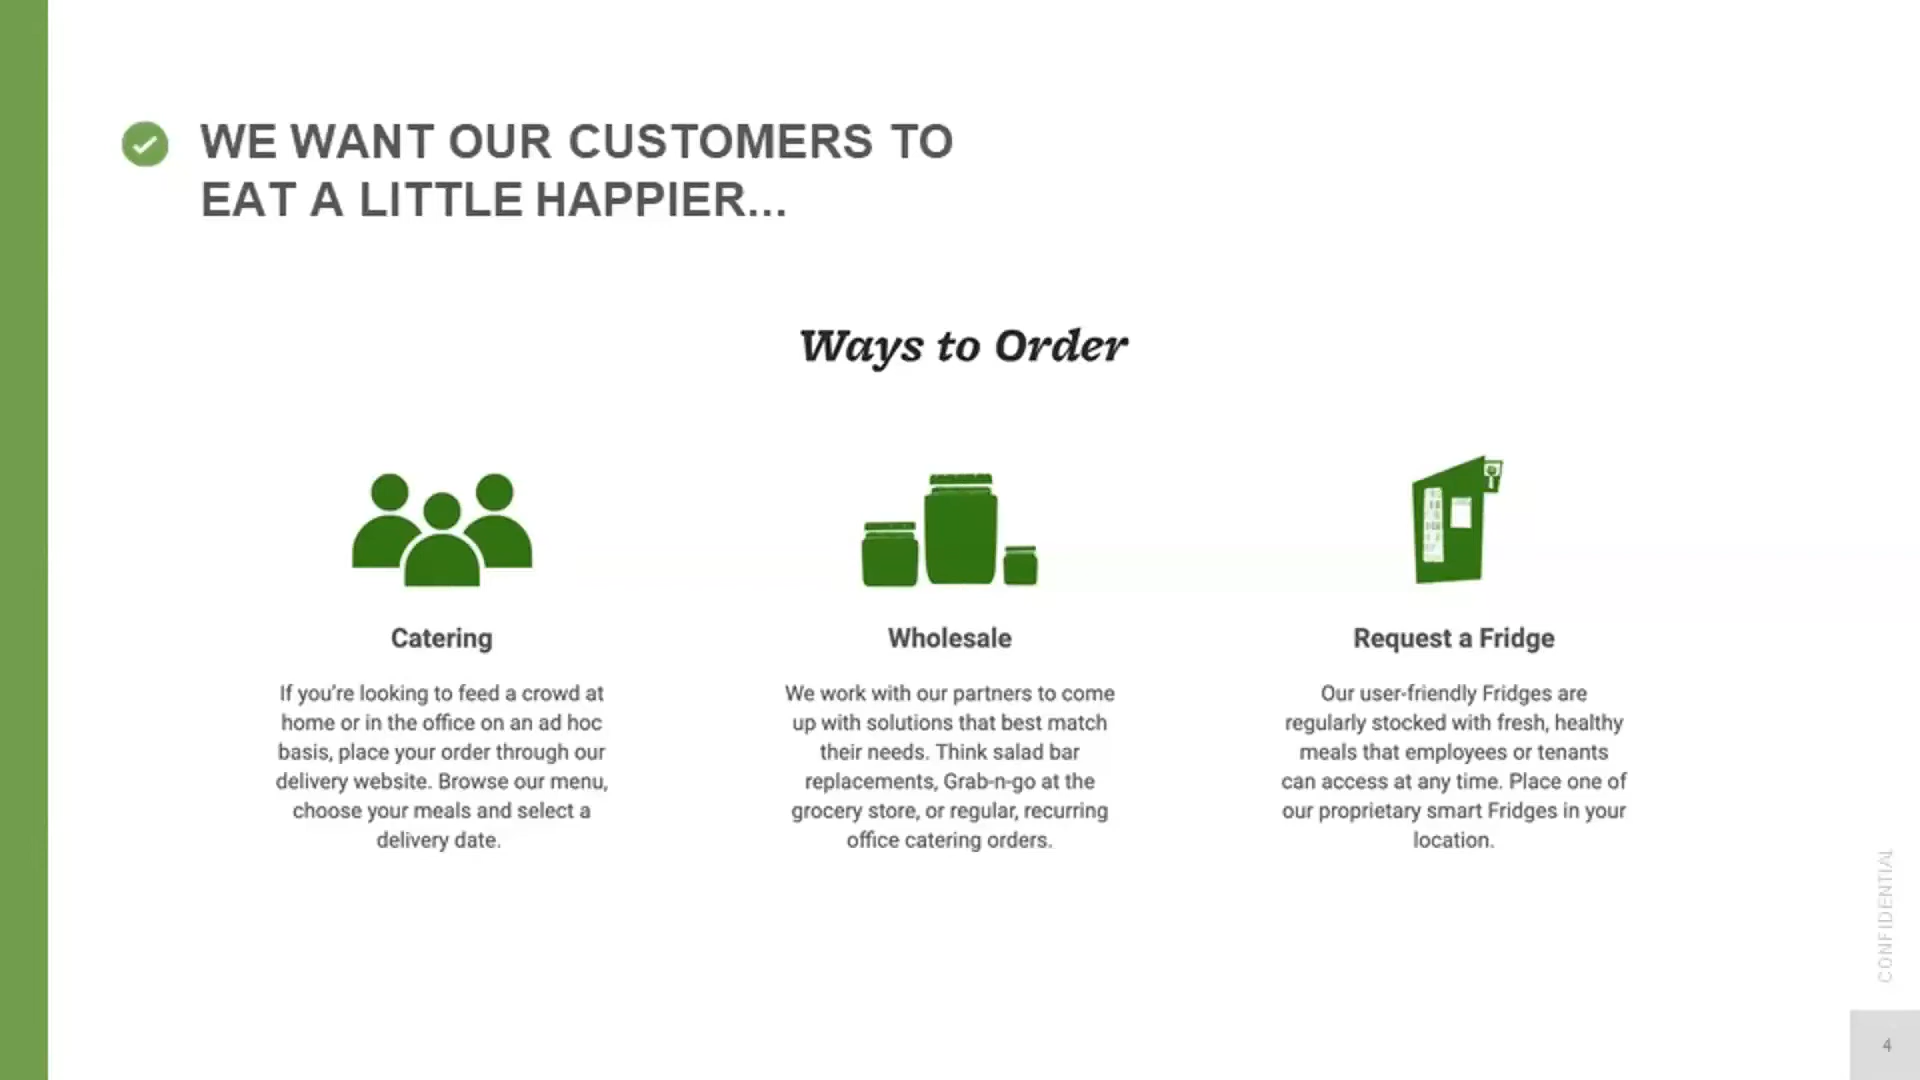 WE WANT OUR CUSTOMERS TO
EAT A LITTLE HAPPIER...
Ways to Order
Catering
If you're looking to feed a crowd at
home or in the office on an ad hoc
basis, place your order through our
delivery website. Browse our menu,
choose your meals and select a
delivery date.
Wholesale
We work with our partners to come
up with solutions that best match
their needs. Think salad bar
replacements, Grab-n-go at the
grocery store, or regular, recurring
office catering orders.
Request a Fridge
Our user-friendly Fridges are
regularly stocked with fresh, healthy
meals that employees or tenants
can access at any time. Place one of
our proprietary smart Fridges in your
location.
CONFIDENTIAL
4